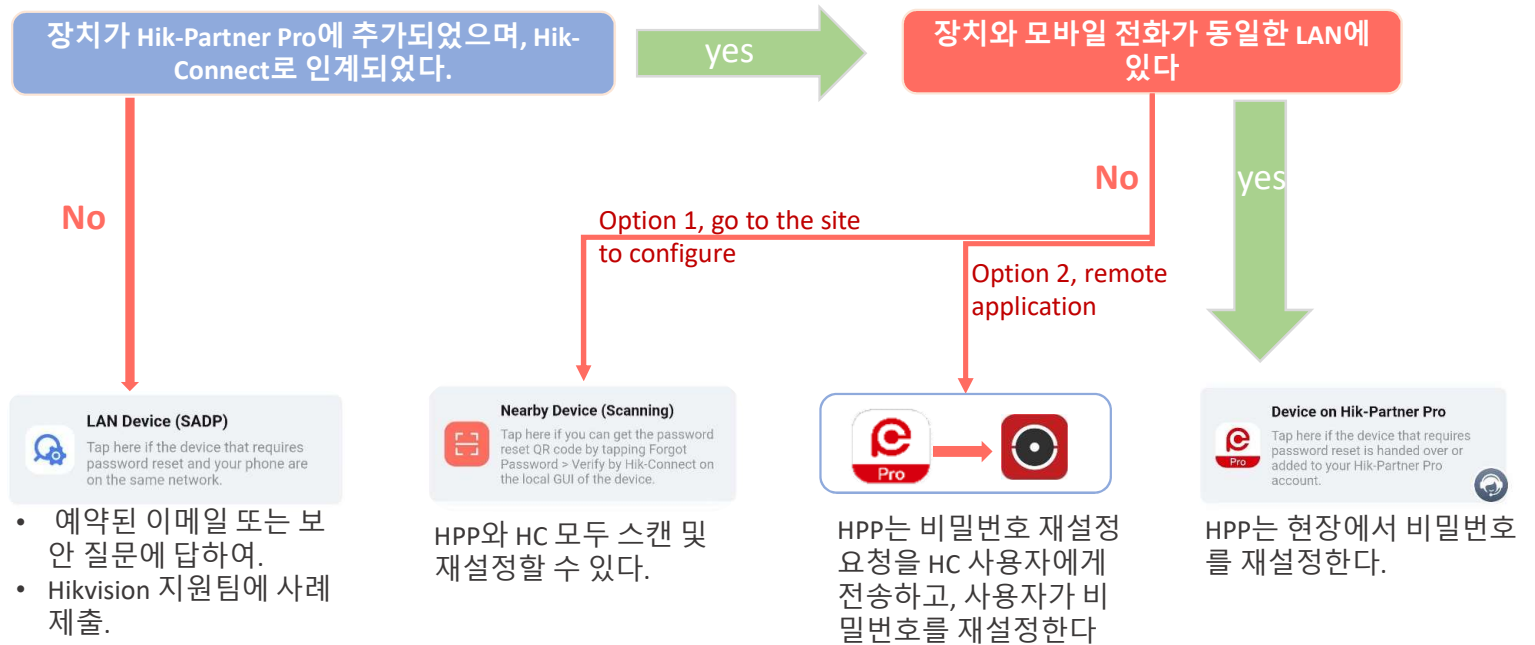 장치가 Hik-Partner Pro에 추가되었으며, Hik-
Connect로 인계되었다.
yes
장치와 모바일 전화가 동일한 LAN에
있다
No
No
yes
Option 1, go to the site
to configure
Option 2, remote
application
LAN Device (SADP)
Tap here if the device that requires
password reset and your phone are
on the same network.
• 예약된 이메일 또는 보
안 질문에 답하여.
• Hikvision 지원팀에 사례
제출.
Nearby Device (Scanning)
Tap here if you can get the password
reset QR code by tapping Forgot
Password > Verify by Hik-Connect on
the local GUI of the device.
HPP와 HC 모두 스캔 및
재설정할 수 있다.
Pro
HPP는 비밀번호 재설정
요청을 HC 사용자에게
전송하고, 사용자가 비
밀번호를 재설정한다
Pro
Device on Hik-Partner Pro
Tap here if the device that requires
password reset is handed over or
added to your Hik-Partner Pro
account.
HPP는 현장에서 비밀번호
를 재설정한다.